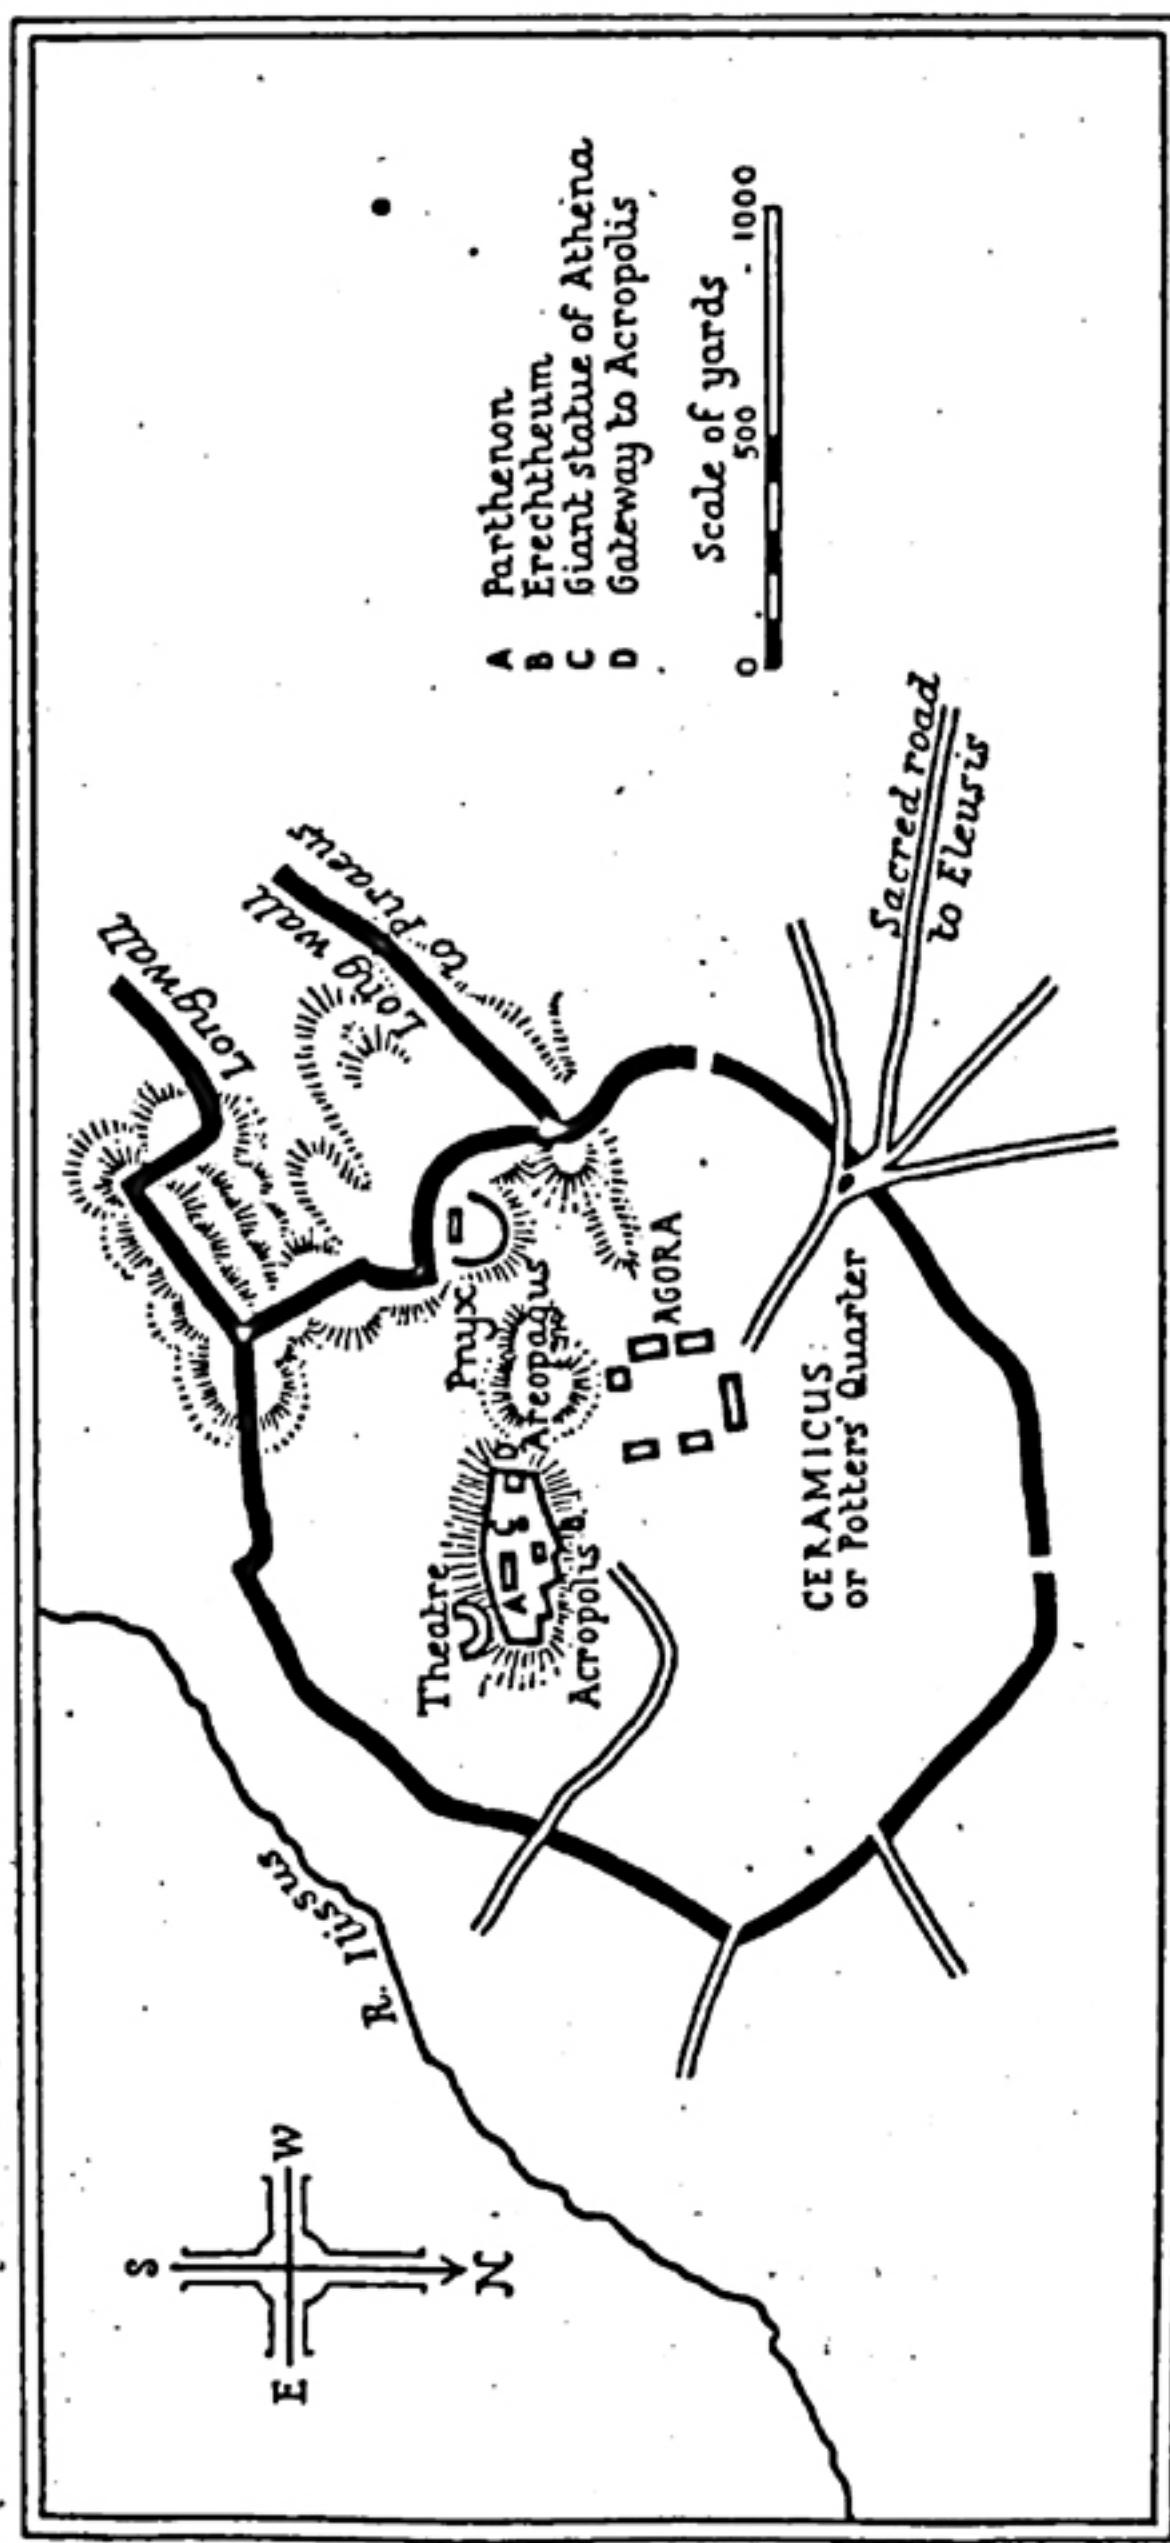 A Parthenon
B Erechtheum
C Giant statue of Athena
D Gateway to Acropolis
Scale of yards
0 500 1000
Long wall
Long wall
to Piraeus
Sacred road
to Eleusis
Pnyx
Areopagus
AGORA
D
C
A
B
Theatre
Acropolis
CERAMICUS
or Potters' Quarter
R. Ilissus
S
W
E
N